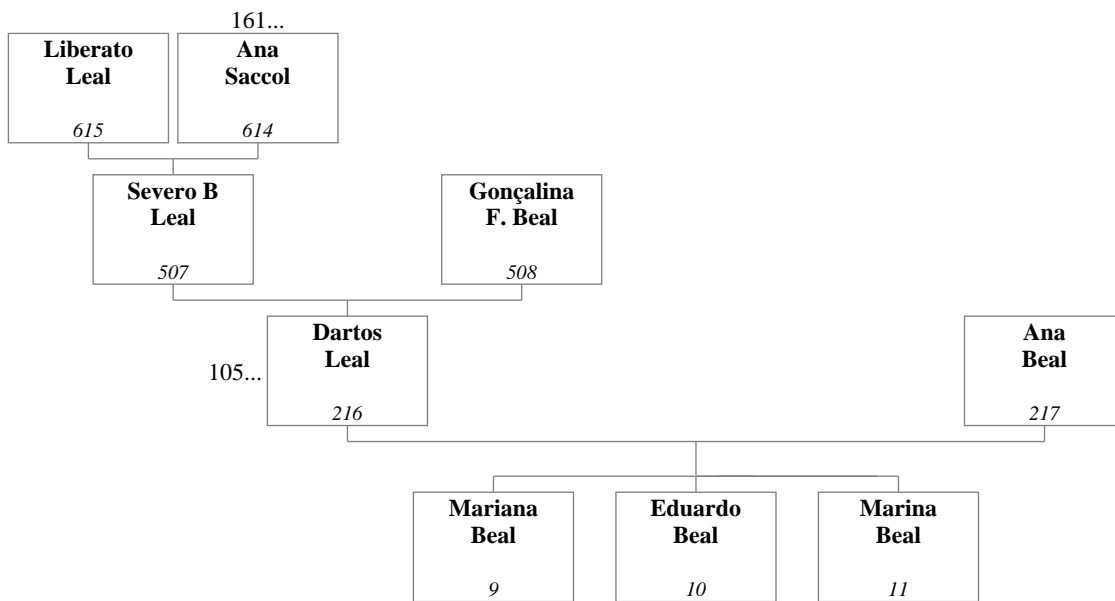 161...
Liberato
Leal
615
Ana
Saccol
614
Severo B
Leal
507
Gonçalina
F. Beal
508
105...
Dartos
Leal
216
Ana
Beal
217
Mariana
Beal
9
Eduardo
Beal
10
Marina
Beal
11